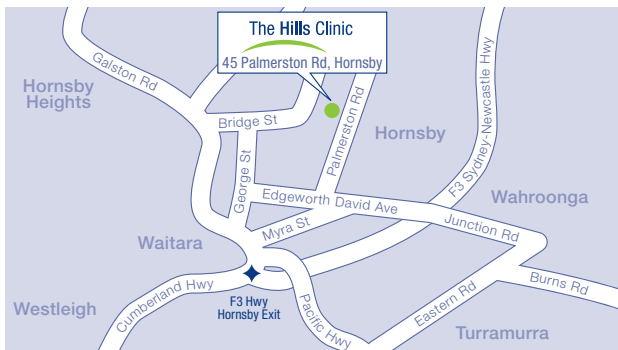 The Hills Clinic
45 Palmerston Rd, Hornsby
Galston Rd
Hornsby
Heights
Bridge St
Palmerston Rd
Hornsby
F3 Sydney-Newcastle Hwy
George St
Edgeworth David Ave
Wahroonga
Myra St
Junction Rd
Waitara
Cumberland Hwy
F3 Hwy
Hornsby Exit
Pacific Hwy
Eastern Rd
Burns Rd
Westleigh
Turramurra